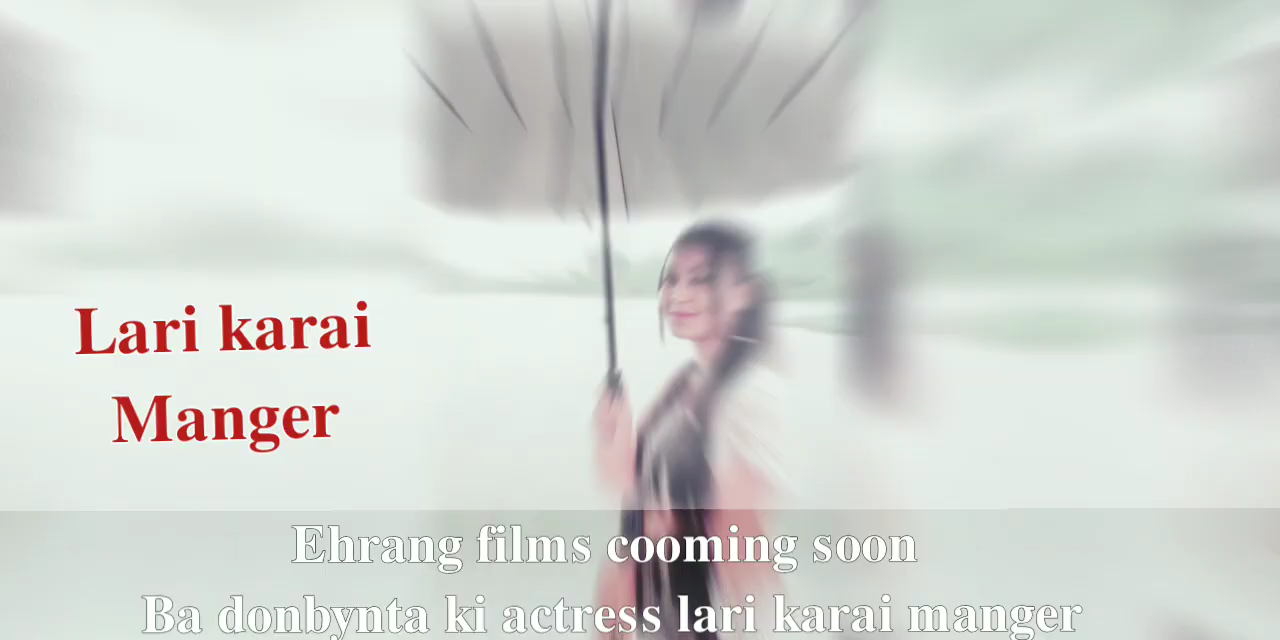 Lari karai
Manger
Ehrang films cooming soon
Ba donbynta ki actress lari karai manger